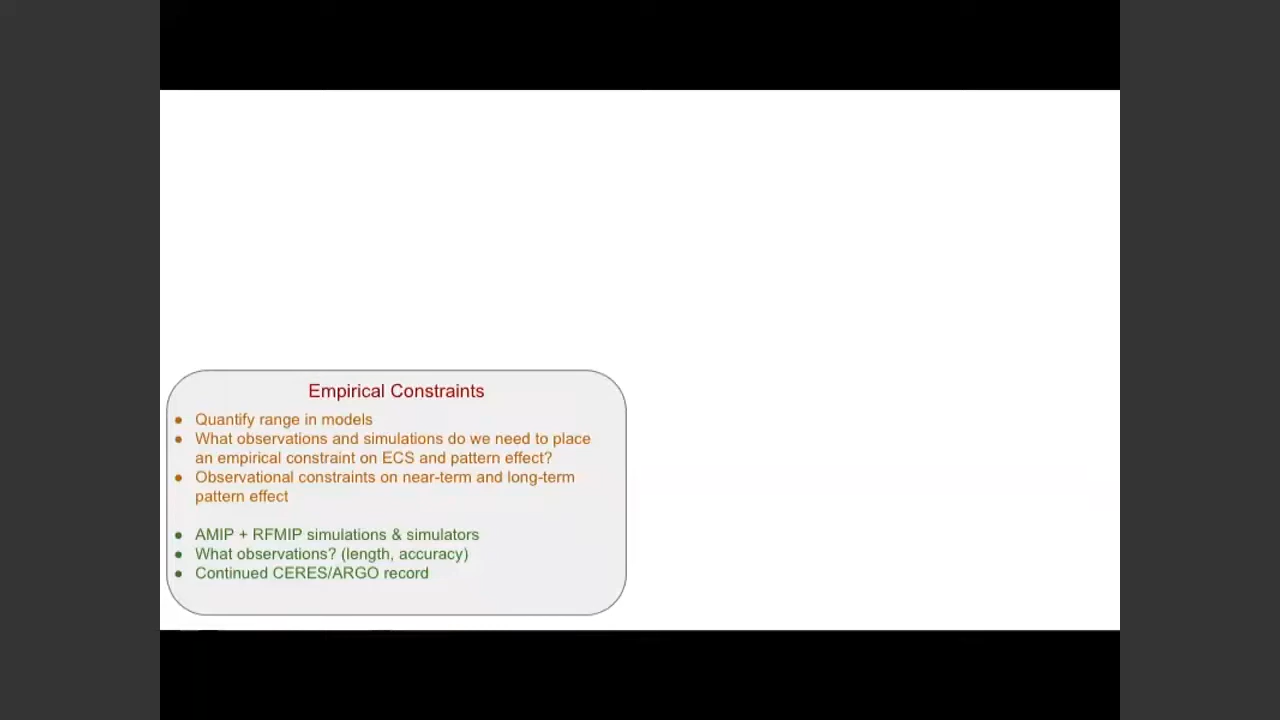 Empirical Constraints
● Quantify range in models
● What observations and simulations do we need to place
an empirical constraint on ECS and pattern effect?
● Observational constraints on near-term and long-term
pattern effect
● AMIP + RFMIP simulations & simulators
● What observations? (length, accuracy)
● Continued CERES/ARGO record